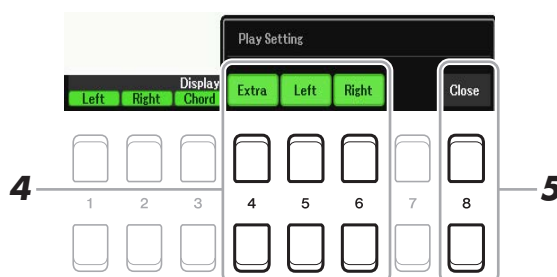 Play Setting
Display
Left Right Chord Extra Left Right Close
4 5
1 2 3 4 5 6 7 8